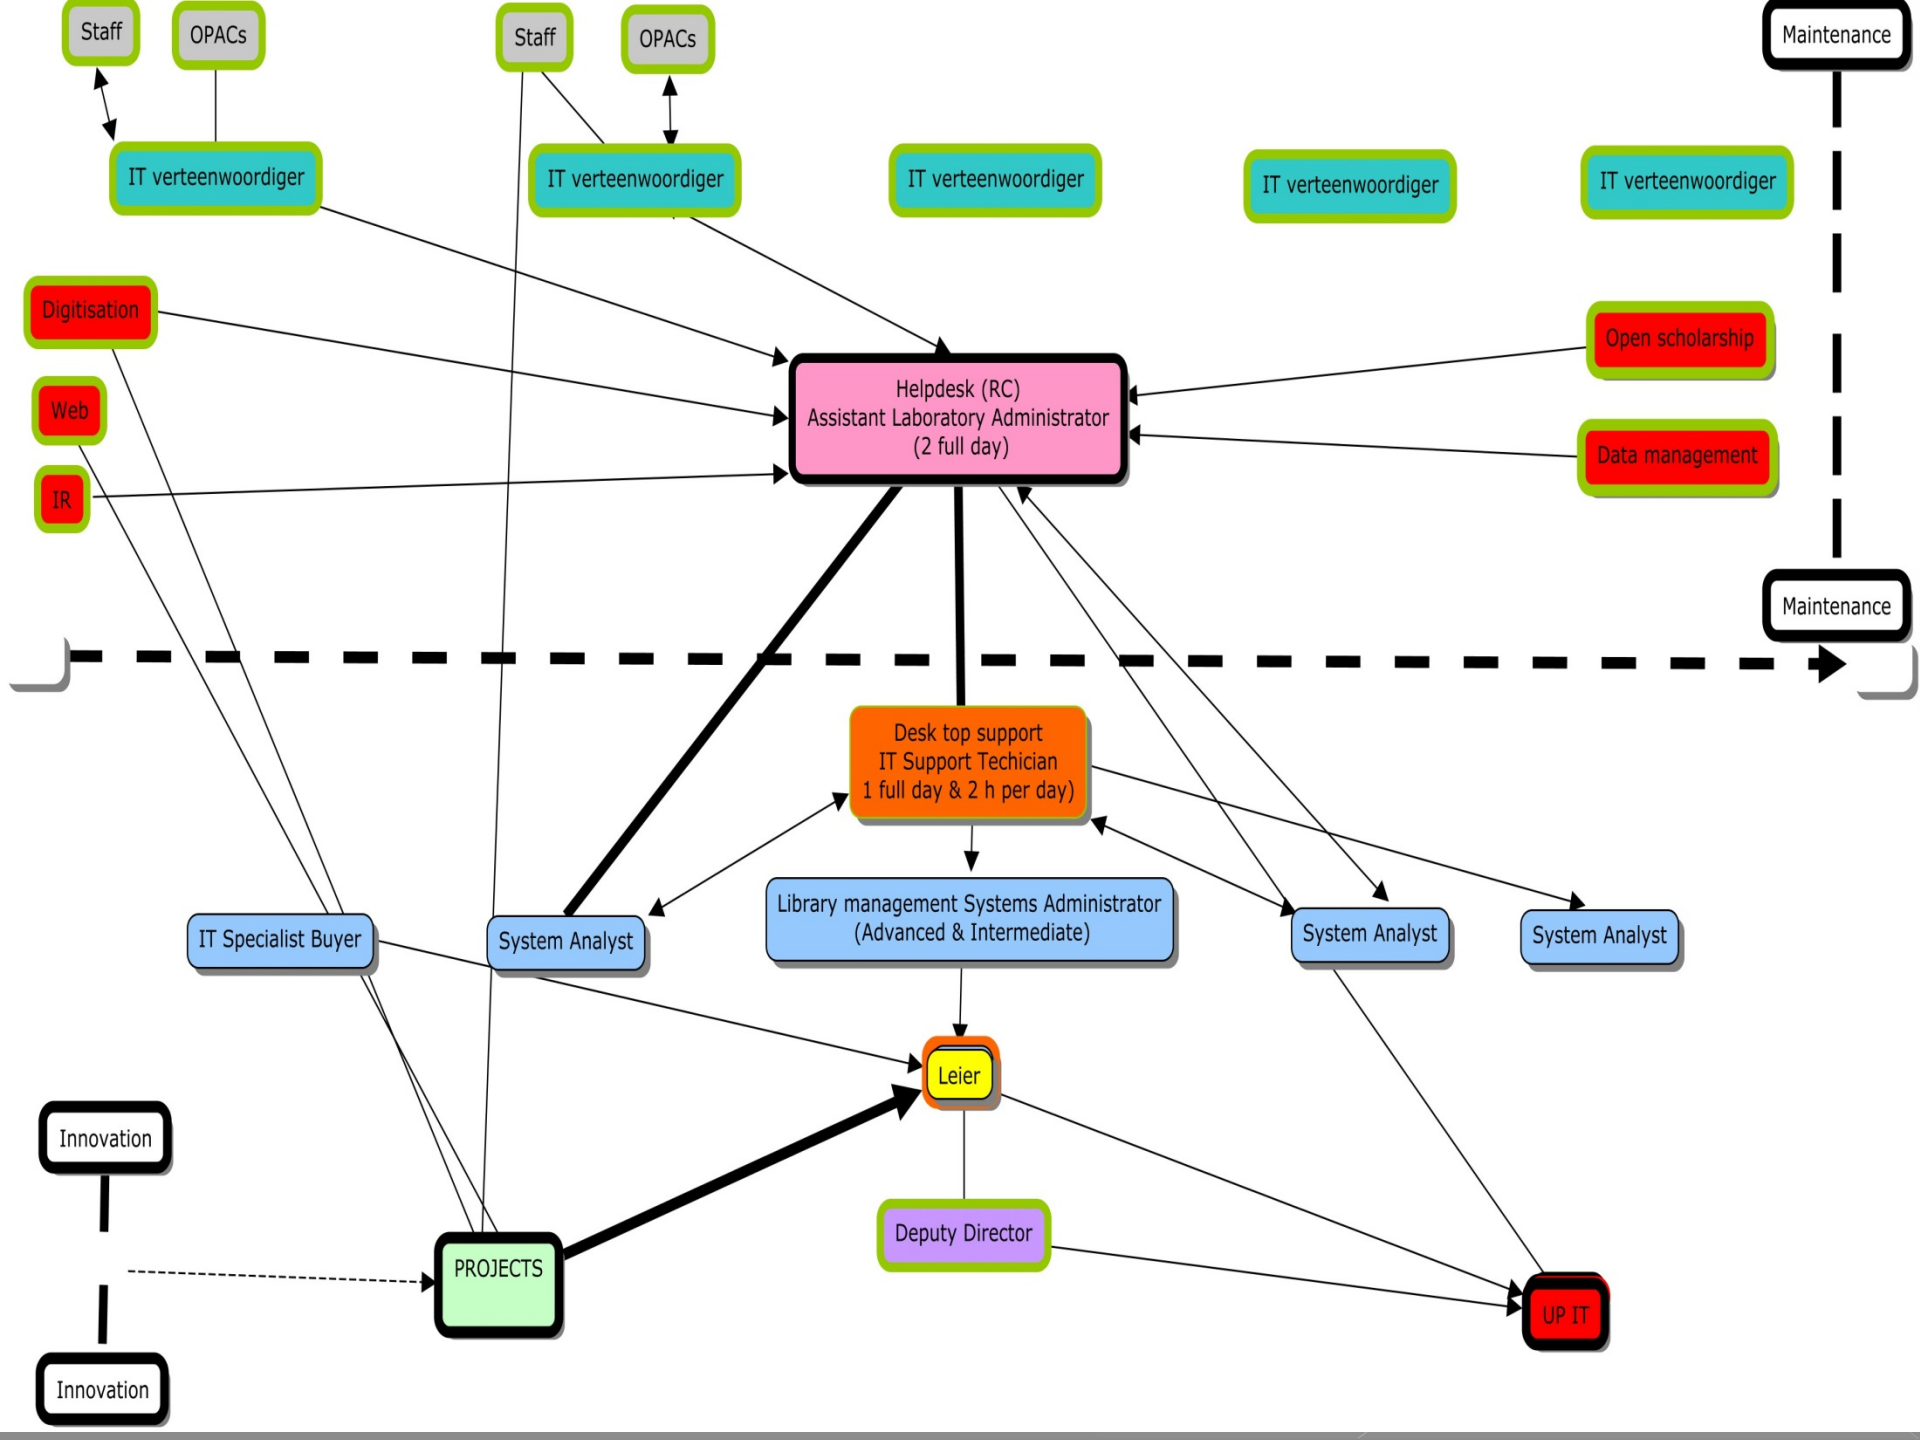 Staff
OPACs
Staff
OPACs
Maintenance
IT verteenwoordiger
IT verteenwoordiger
IT verteenwoordiger
IT verteenwoordiger
IT verteenwoordiger
Digitisation
Open scholarship
Web
Helpdesk (RC)
Assistant Laboratory Administrator
(2 full day)
Data management
IR
Maintenance
Desk top support
IT Support Techician
1 full day & 2 h per day)
IT Specialist Buyer
System Analyst
Library management Systems Administrator
(Advanced & Intermediate)
System Analyst
System Analyst
Leier
Innovation
Deputy Director
PROJECTS
UP IT
Innovation